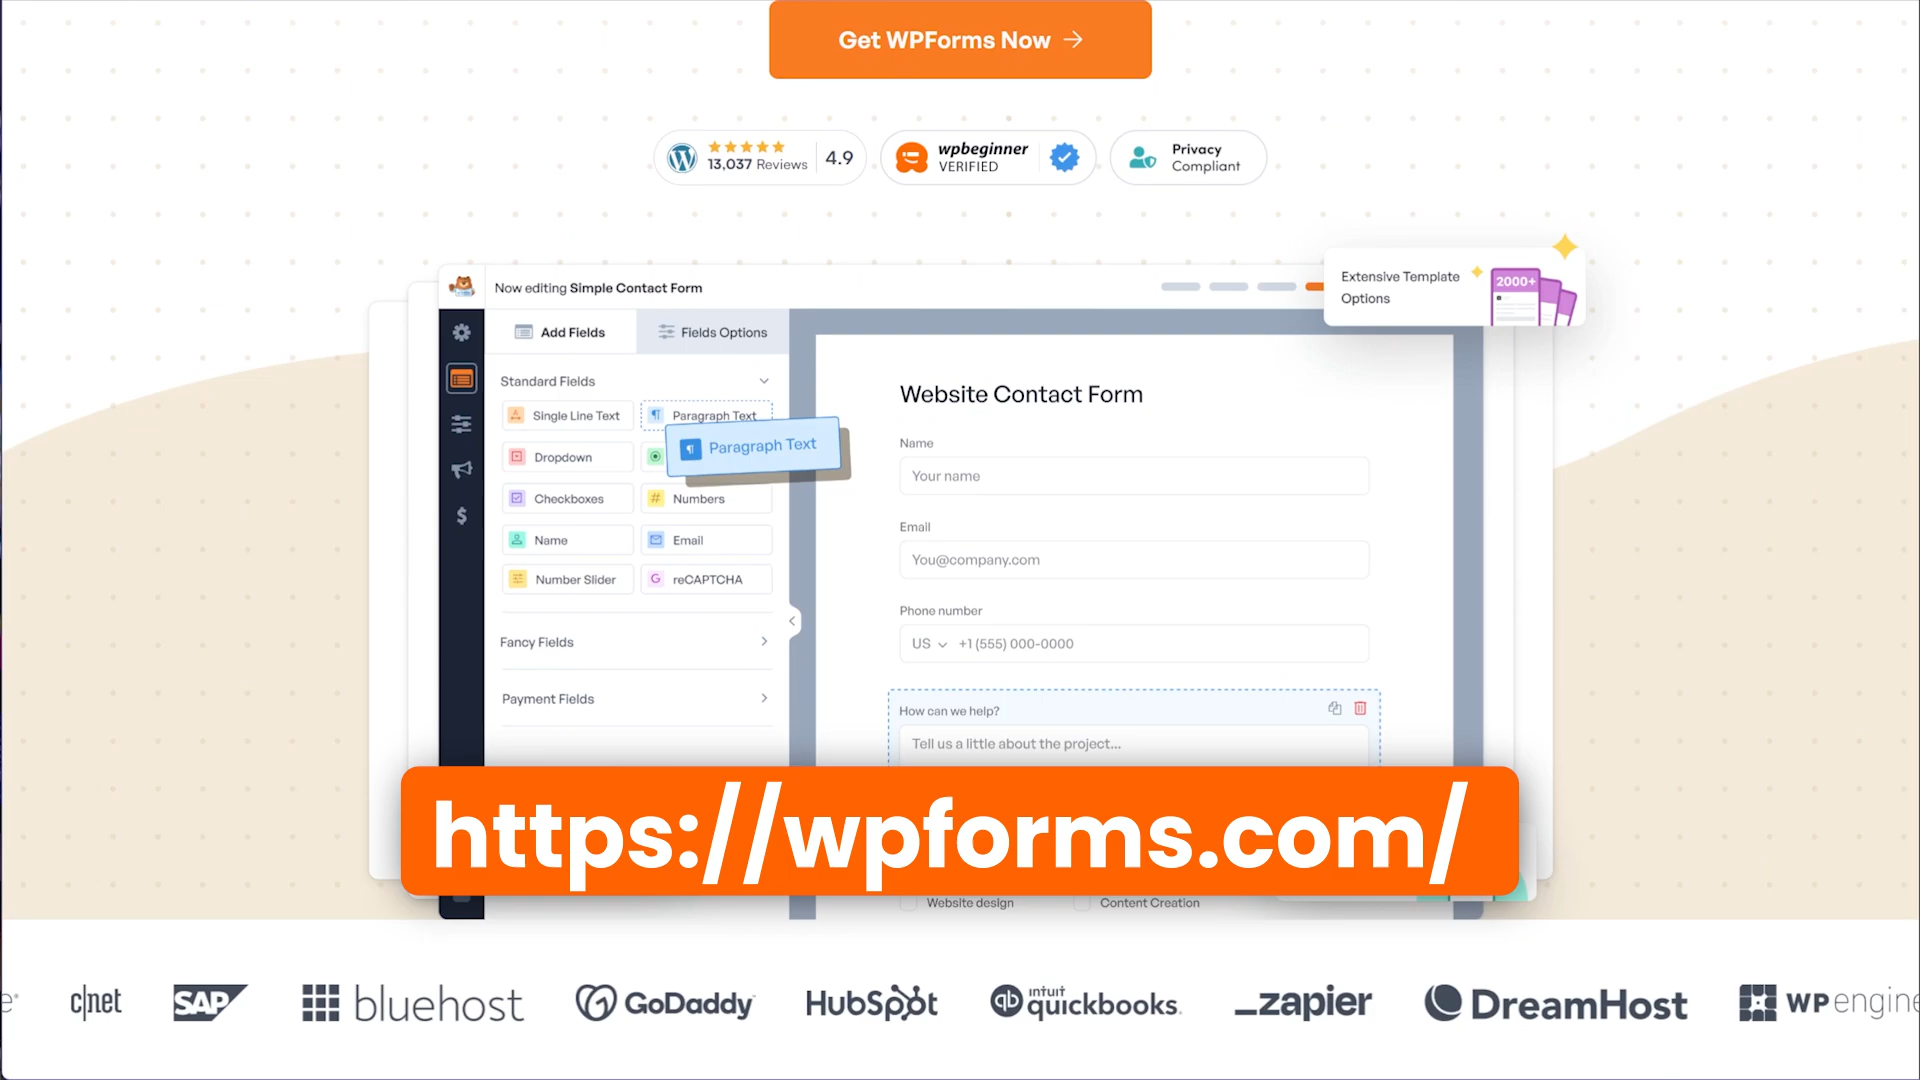 Get WPForms Now →
13,037 Reviews
4.9
wpbeginner
VERIFIED
Privacy
Compliant
Extensive Template
Options
2000+
Now editing Simple Contact Form
Add Fields
Fields Options
Standard Fields
Single Line Text
Paragraph Text
Paragraph Text
Dropdown
Checkboxes
Numbers
Name
Email
Number Slider
reCAPTCHA
Fancy Fields
Payment Fields
Website Contact Form
Name
Your name
Email
You@company.com
Phone number
US +1 (555) 000-0000
How can we help?
Tell us a little about the project...
https://wpforms.com/
Website design
Content Creation
c|net
SAP
bluehost
GoDaddy
HubSpot
qb intuit quickbooks.
_zapier
DreamHost
WP engine